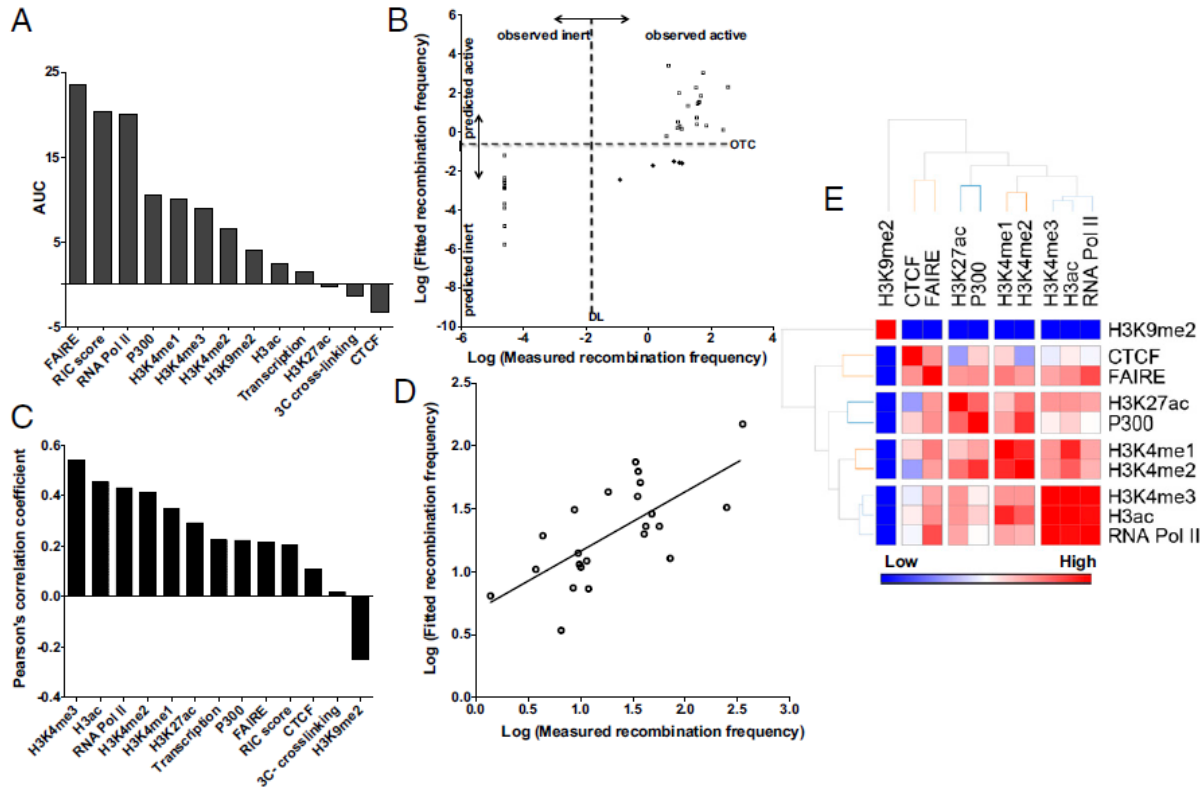 A
AUC
25
15
5
-5
FAIRE
RIC score
RNA Pol II
P300
H3K4me1
H3K4me3
H3K4me2
H3K9me2
H3ac
Transcription
H3K27ac
3C cross-linking
CTCF
B
Log (Fitted recombination frequency)
6
4
2
0
-2
-4
-6
-8
-10
observed inert
observed active
predicted active
predicted inert
OTC
DL
-6
-4
-2
0
2
4
Log (Measured recombination frequency)
C
Pearson's correlation coefficient
0.6
0.4
0.2
0.0
-0.2
-0.4
H3K4me3
H3ac
RNA Pol II
H3K4me2
H3K4me1
H3K27ac
Transcription
P300
FAIRE
RIC score
CTCF
3C- crosslinking
H3K9me2
D
Log (Fitted recombination frequency)
2.5
2.0
1.5
1.0
0.5
0.0
0.0
0.5
1.0
1.5
2.0
2.5
3.0
Log (Measured recombination frequency)
E
H3K9me2
CTCF
FAIRE
H3K27ac
P300
H3K4me1
H3K4me2
H3K4me3
H3ac
RNA Pol II
H3K9me2
CTCF
FAIRE
H3K27ac
P300
H3K4me1
H3K4me2
H3K4me3
H3ac
RNA Pol II
Low High